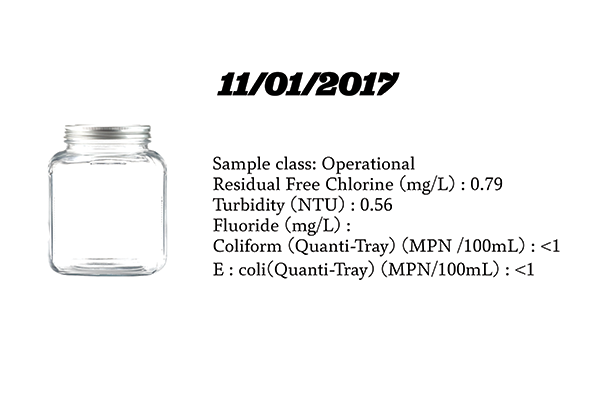 11/01/2017
Sample class: Operational
Residual Free Chlorine (mg/L) : 0.79
Turbidity (NTU) : 0.56
Fluoride (mg/L) :
Coliform (Quanti-Tray) (MPN /100mL) : <1
E : coli(Quanti-Tray) (MPN/100mL) : <1